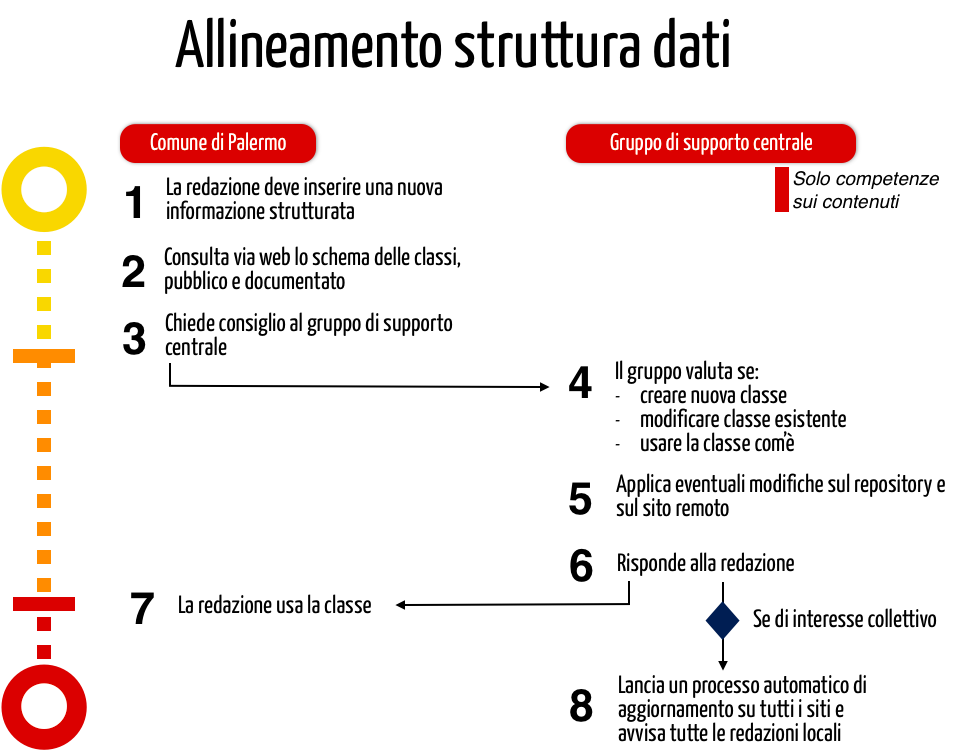 Allineamento struttura dati
Comune di Palermo
Gruppo di supporto centrale
Solo competenze
sui contenuti
1
La redazione deve inserire una nuova
informazione strutturata
2
Consulta via web lo schema delle classi,
pubblico e documentato
3
Chiede consiglio al gruppo di supporto
centrale
4
Il gruppo valuta se:
- creare nuova classe
- modificare classe esistente
- usare la classe com'è
5
Applica eventuali modifiche sul repository e
sul sito remoto
6
Risponde alla redazione
7
La redazione usa la classe
Se di interesse collettivo
8
Lancia un processo automatico di
aggiornamento su tutti i siti e
avvisa tutte le redazioni locali